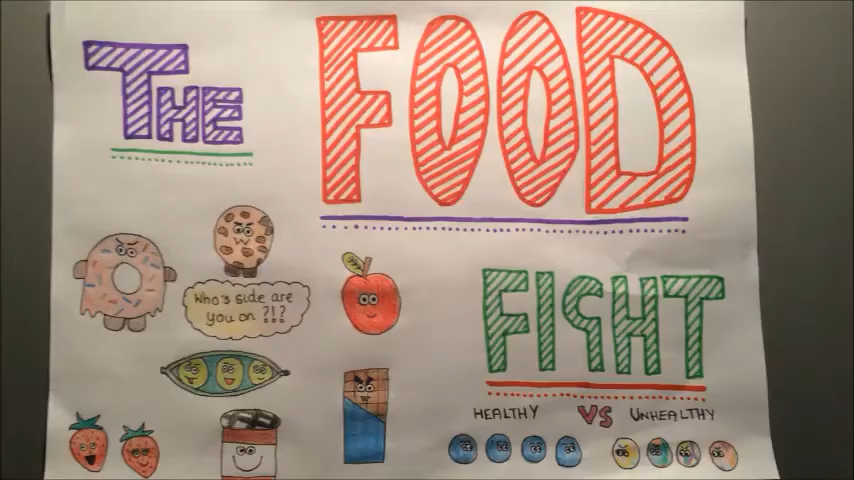 THE
FOOD
FIGHT
Who's side are
you on ?!?
HEALTHY VS UNHEALTHY